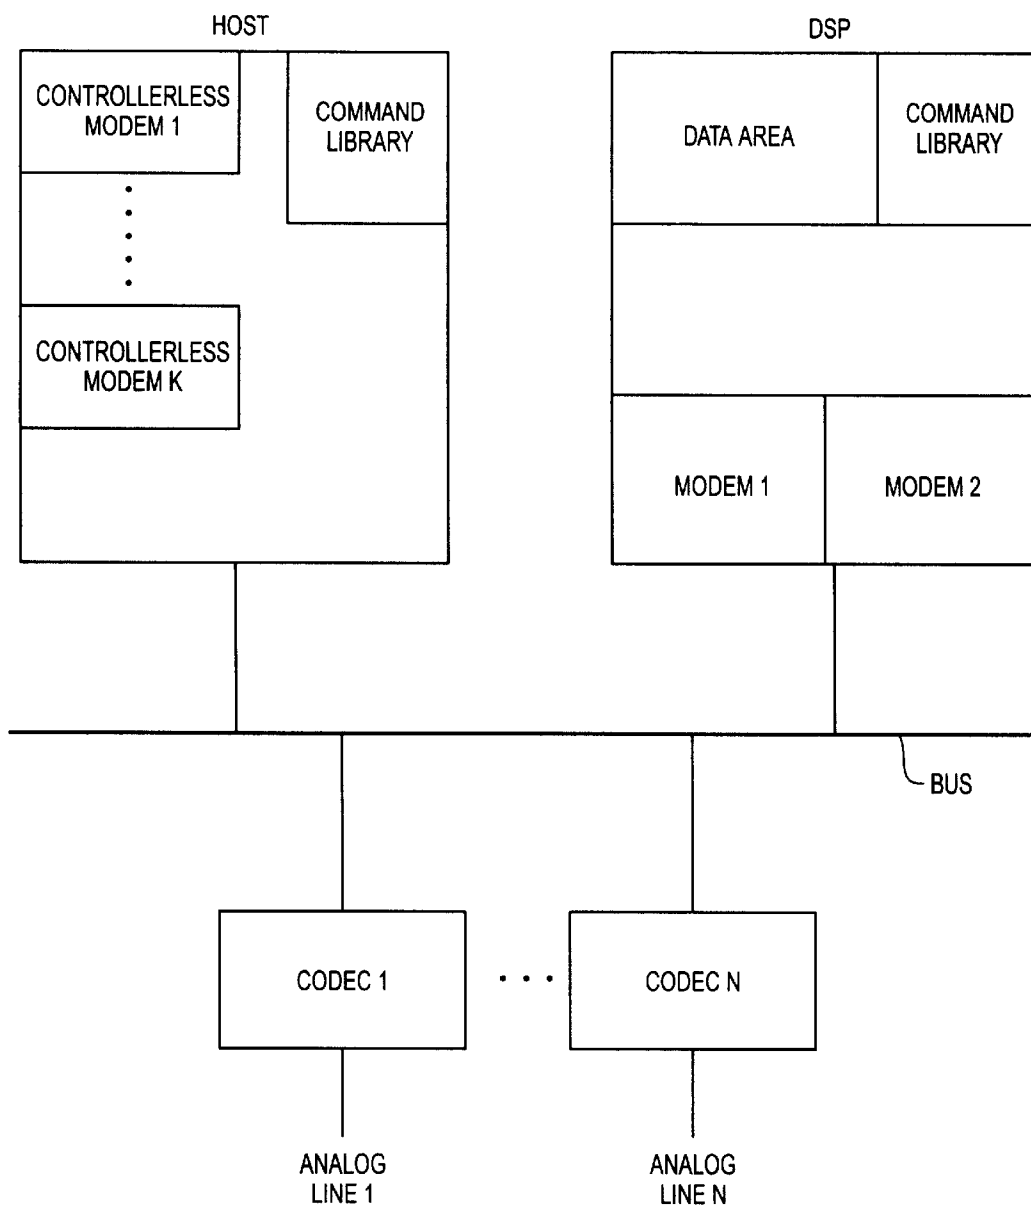 HOST
DSP
CONTROLLERLESS
MODEM 1
COMMAND
LIBRARY
DATA AREA
COMMAND
LIBRARY
CONTROLLERLESS
MODEM K
MODEM 1
MODEM 2
BUS
CODEC 1
CODEC N
ANALOG
LINE 1
ANALOG
LINE N